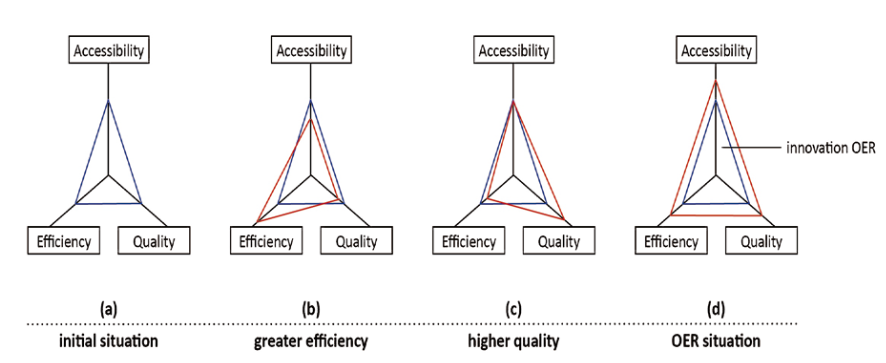 Accessibility Accessibility Accessibility Accessibility
innovation OER
Efficiency Quality Efficiency Quality Efficiency Quality Efficiency Quality
(a) (b) (c) (d)
initial situation greater efficiency higher quality OER situation